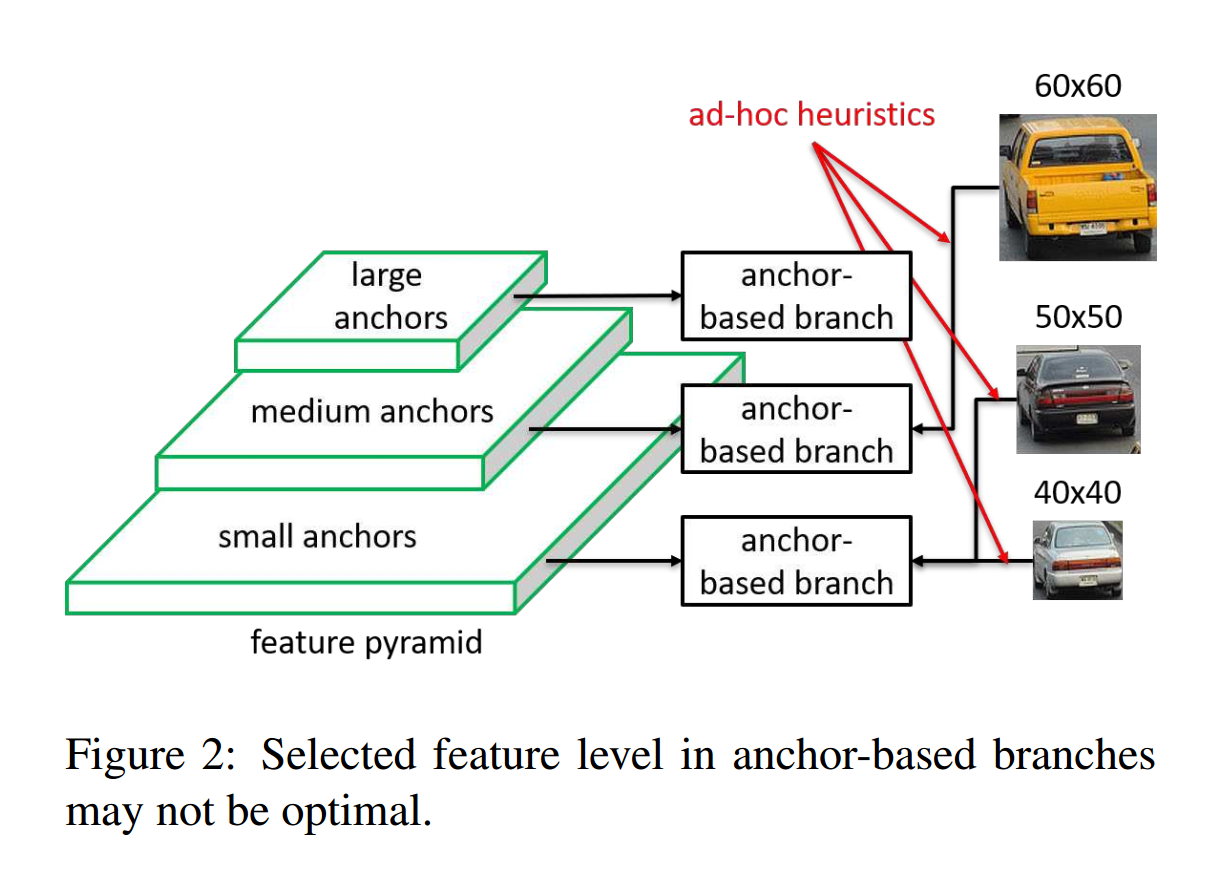 60x60
ad-hoc heuristics
large
anchors
anchor-
based branch
50x50
medium anchors
anchor-
based branch
40x40
small anchors
anchor-
based branch
feature pyramid
Figure 2: Selected feature level in anchor-based branches
may not be optimal.